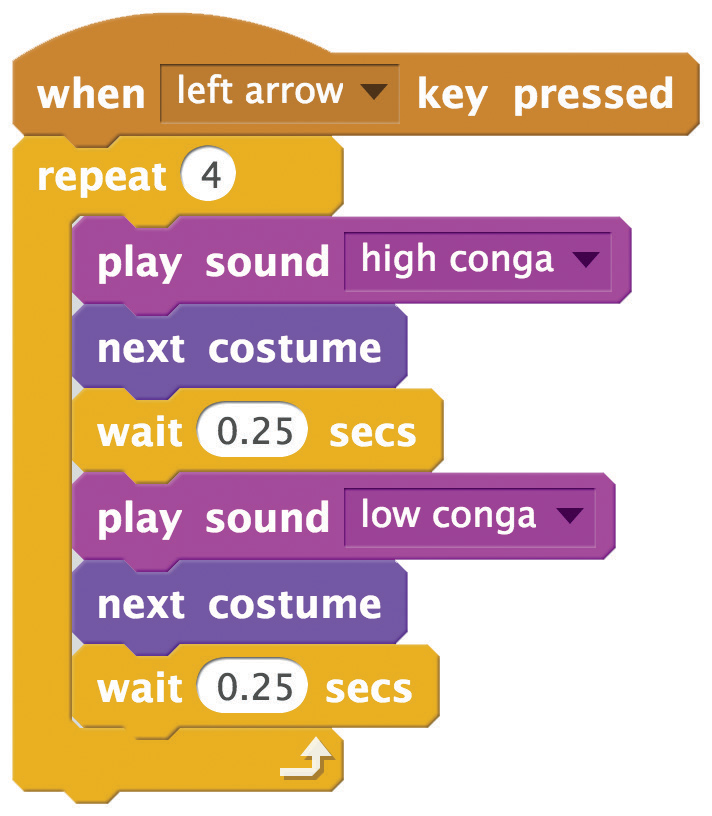 when left arrow key pressed
repeat 4
play sound high conga
next costume
wait 0.25 secs
play sound low conga
next costume
wait 0.25 secs